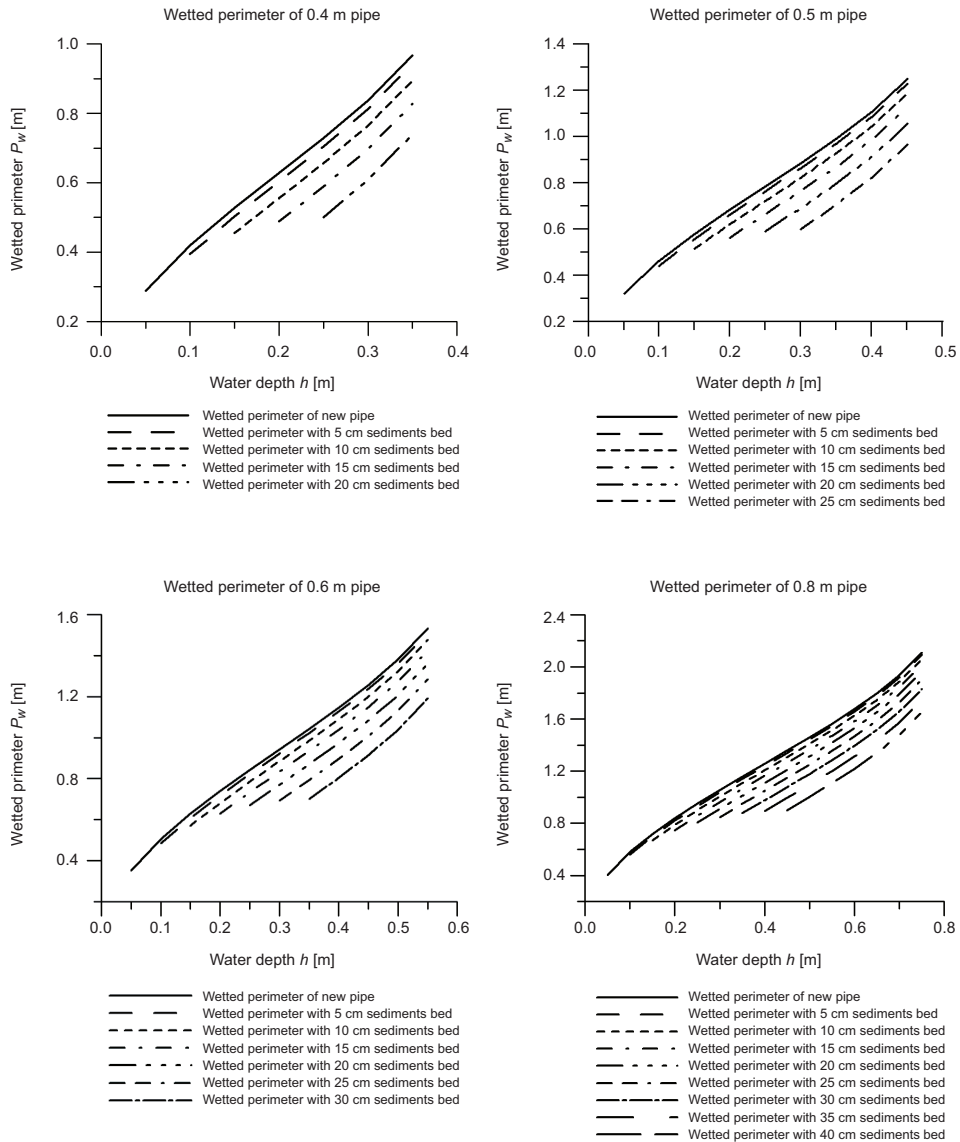 Wetted perimeter of 0.4 m pipe
Wetted primeter Pw [m]
1.0
0.8
0.6
0.4
0.2
0.0
0.1
0.2
0.3
0.4
Water depth h [m]
Wetted perimeter of new pipe
Wetted perimeter with 5 cm sediments bed
Wetted perimeter with 10 cm sediments bed
Wetted perimeter with 15 cm sediments bed
Wetted perimeter with 20 cm sediments bed
Wetted perimeter of 0.5 m pipe
Wetted primeter Pw [m]
1.4
1.2
1.0
0.8
0.6
0.4
0.2
0.0
0.1
0.2
0.3
0.4
0.5
Water depth h [m]
Wetted perimeter of new pipe
Wetted perimeter with 5 cm sediments bed
Wetted perimeter with 10 cm sediments bed
Wetted perimeter with 15 cm sediments bed
Wetted perimeter with 20 cm sediments bed
Wetted perimeter with 25 cm sediments bed
Wetted perimeter of 0.6 m pipe
Wetted primeter Pw [m]
1.6
1.2
0.8
0.4
0.0
0.1
0.2
0.3
0.4
0.5
0.6
Water depth h [m]
Wetted perimeter of new pipe
Wetted perimeter with 5 cm sediments bed
Wetted perimeter with 10 cm sediments bed
Wetted perimeter with 15 cm sediments bed
Wetted perimeter with 20 cm sediments bed
Wetted perimeter with 25 cm sediments bed
Wetted perimeter with 30 cm sediments bed
Wetted perimeter of 0.8 m pipe
Wetted primeter Pw [m]
2.4
2.0
1.6
1.2
0.8
0.4
0.0
0.2
0.4
0.6
0.8
Water depth h [m]
Wetted perimeter of new pipe
Wetted perimeter with 5 cm sediments bed
Wetted perimeter with 10 cm sediments bed
Wetted perimeter with 15 cm sediments bed
Wetted perimeter with 20 cm sediments bed
Wetted perimeter with 25 cm sediments bed
Wetted perimeter with 30 cm sediments bed
Wetted perimeter with 35 cm sediments bed
Wetted perimeter with 40 cm sediments bed